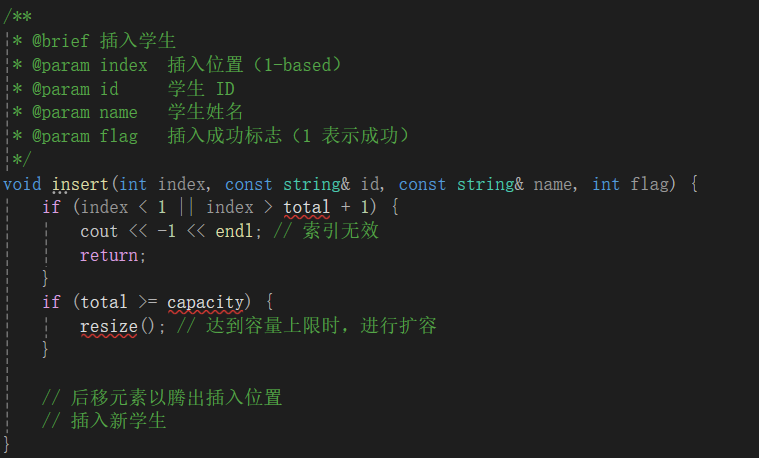 /**
* @brief 插入学生
* @param index 插入位置（1-based）
* @param id 学生 ID
* @param name 学生姓名
* @param flag 插入成功标志（1 表示成功）
*/
void insert(int index, const string& id, const string& name, int flag) {
if (index < 1 || index > total + 1) {
cout << -1 << endl; // 索引无效
return;
}
if (total >= capacity) {
resize(); // 达到容量上限时，进行扩容
}
// 后移元素以腾出插入位置
// 插入新学生
}